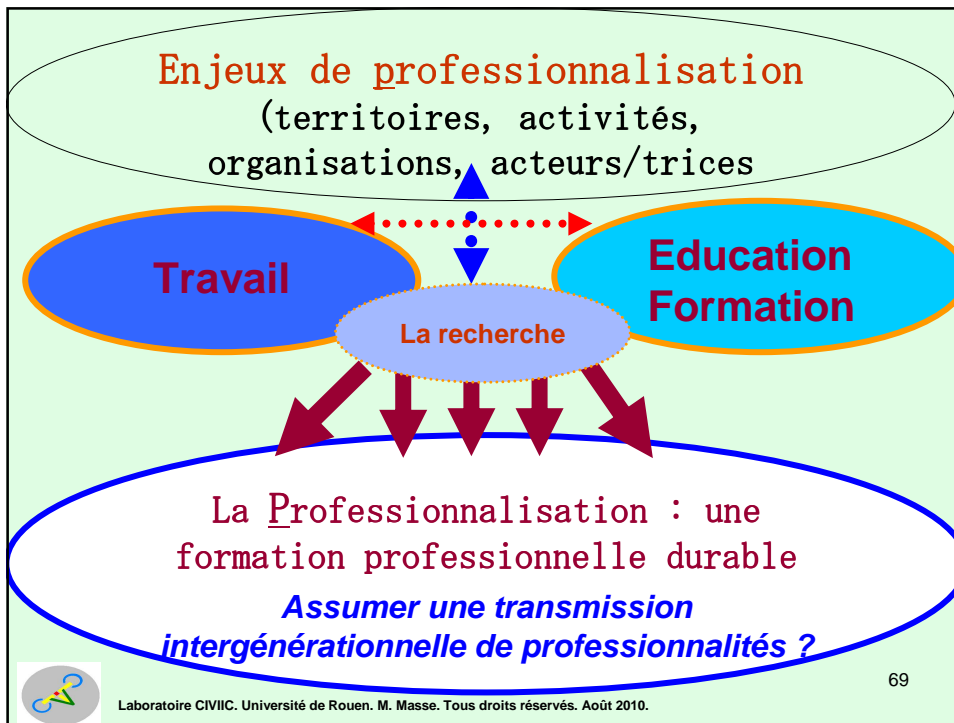 Enjeux de professionnalisation
(territoires, activités,
organisations, acteurs/trices
Travail
Education
Formation
La recherche
La Professionnalisation : une
formation professionnelle durable
Assumer une transmission
intergénérationnelle de professionnalités ?
69
Laboratoire CIVIIC. Université de Rouen. M. Masse. Tous droits réservés. Août 2010.